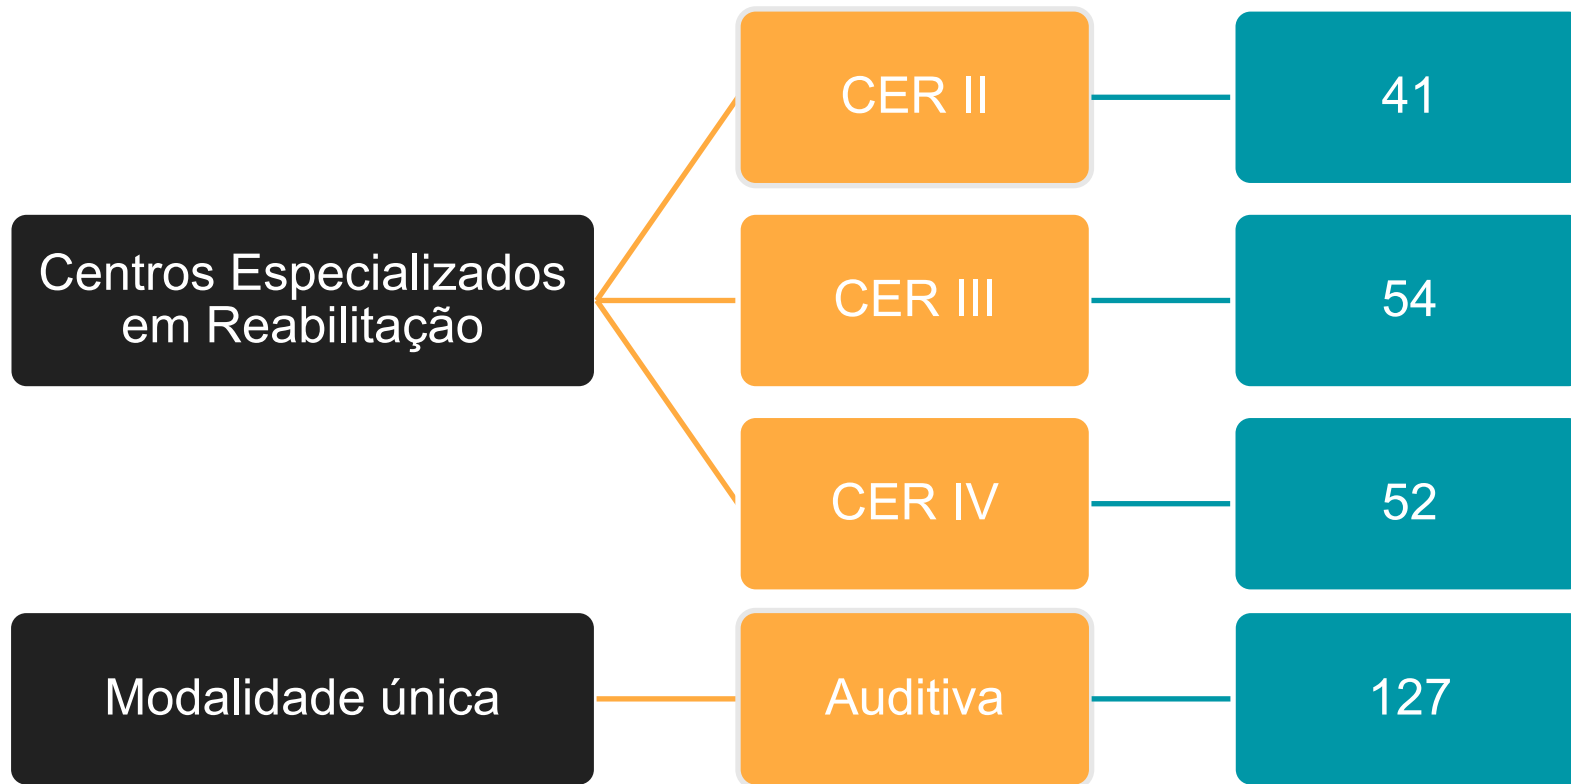 Centros Especializados
em Reabilitação
CER II
41
CER III
54
CER IV
52
Modalidade única
Auditiva
127